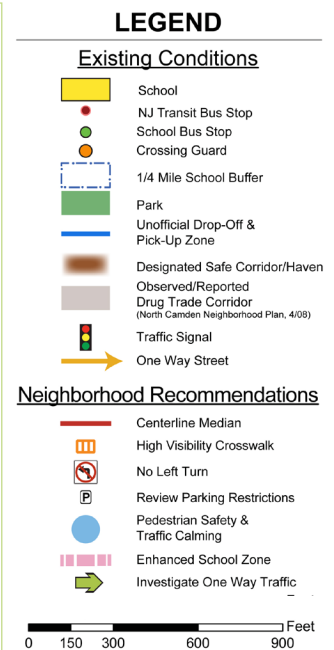 LEGEND
Existing Conditions
School
NJ Transit Bus Stop
School Bus Stop
Crossing Guard
1/4 Mile School Buffer
Park
Unofficial Drop-Off &
Pick-Up Zone
Designated Safe Corridor/Haven
Observed/Reported
Drug Trade Corridor
(North Camden Neighborhood Plan, 4/08)
Traffic Signal
One Way Street
Neighborhood Recommendations
Centerline Median
High Visibility Crosswalk
No Left Turn
P Review Parking Restrictions
Pedestrian Safety &
Traffic Calming
Enhanced School Zone
Investigate One Way Traffic
Feet
0 150 300 600 900